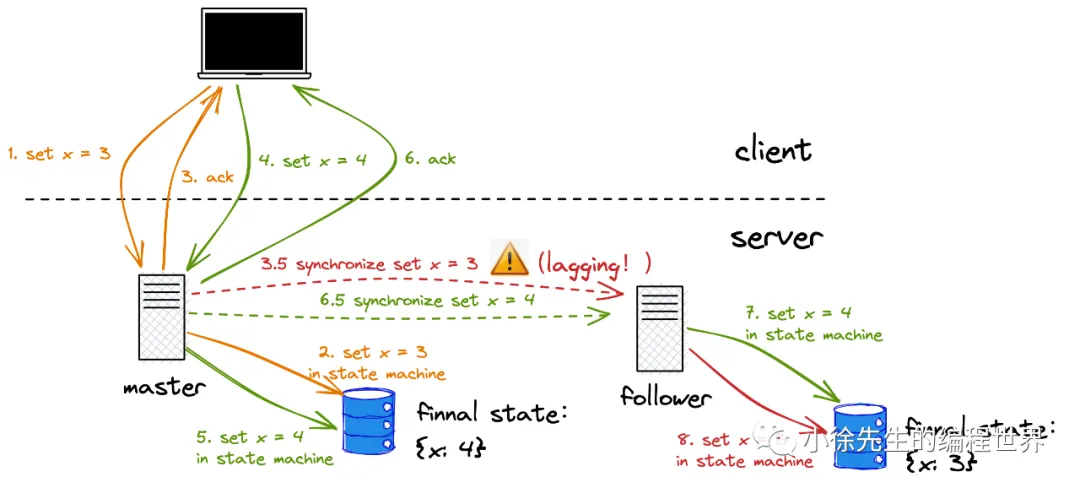 1. set x = 3
3. ack
4. set x = 4
6. ack
client
server
3.5 synchronize set x = 3
(lagging! )
6.5 synchronize set x = 4
master
2. set x = 3
in state machine
5. set x = 4
in state machine
finnal state:
{x: 4}
follower
7. set x = 4
in state machine
8. set x
in state machine
finnal state:
{x: 3}
小徐先生的编程世界